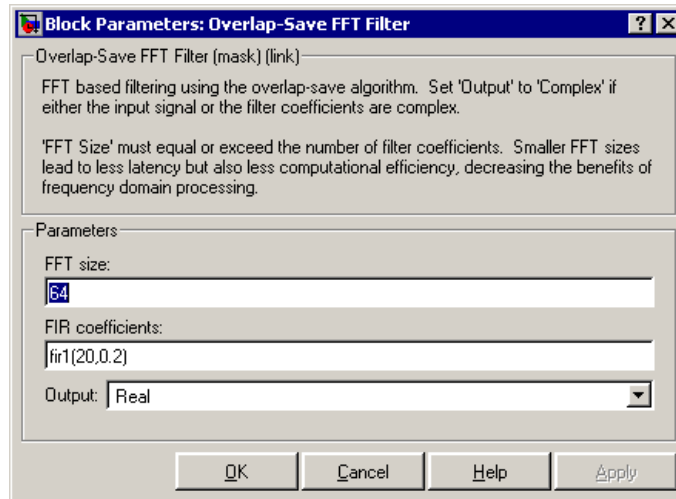 Block Parameters: Overlap-Save FFT Filter
Overlap-Save FFT Filter (mask) (link)
FFT based filtering using the overlap-save algorithm. Set 'Output' to 'Complex' if
either the input signal or the filter coefficients are complex.
'FFT Size' must equal or exceed the number of filter coefficients. Smaller FFT sizes
lead to less latency but also less computational efficiency, decreasing the benefits of
frequency domain processing.
Parameters
FFT size:
64
FIR coefficients:
fir1(20,0.2)
Output: Real
OK Cancel Help Apply